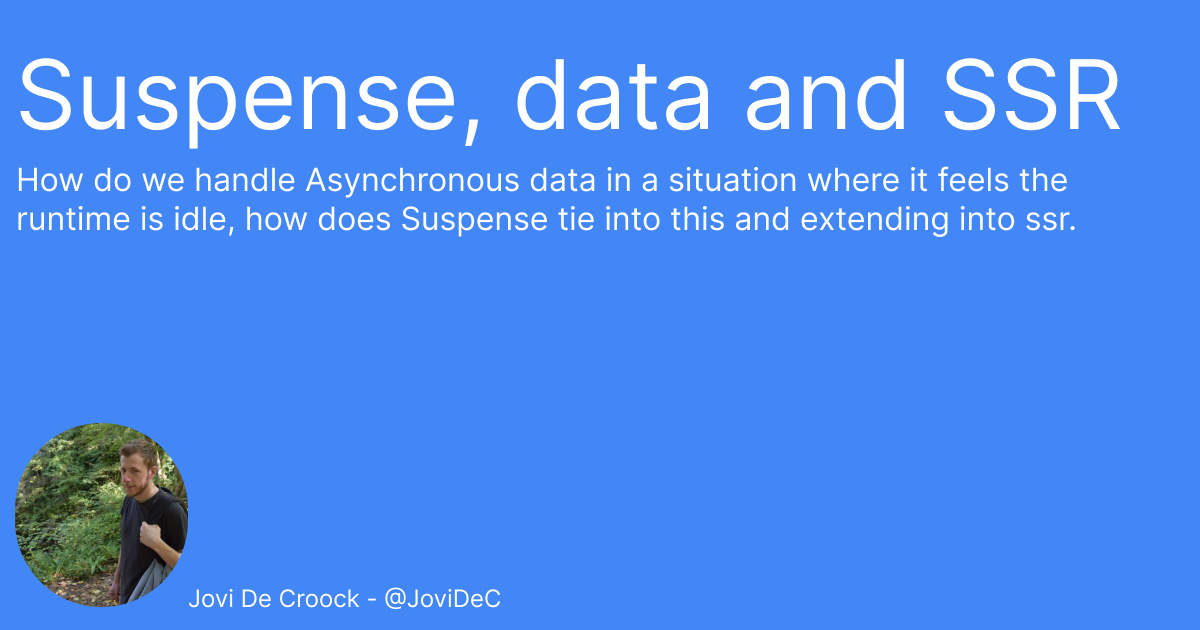 Suspense, data and SSR
How do we handle Asynchronous data in a situation where it feels the
runtime is idle, how does Suspense tie into this and extending into ssr.
Jovi De Croock - @JoviDeC